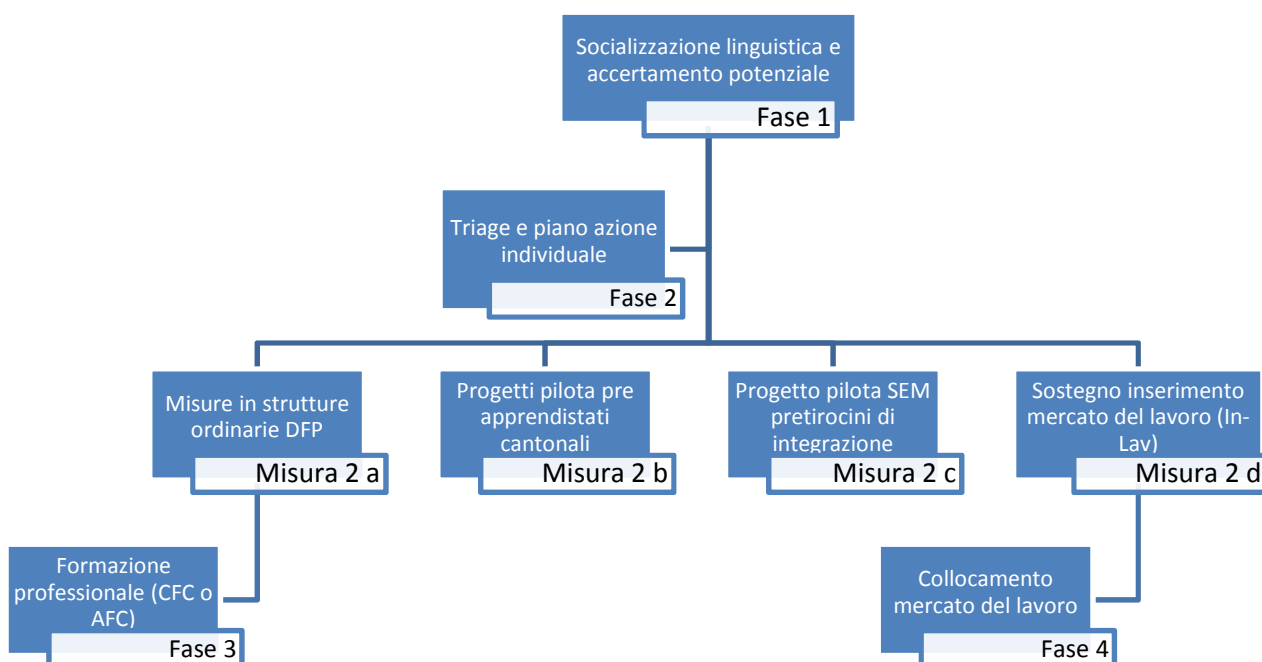 Socializzazione linguistica e
accertamento potenziale
Fase 1
Triage e piano azione
individuale
Fase 2
Misure in strutture
ordinarie DFP
Misura 2 a
Progetti pilota pre
apprendistati
cantonali
Misura 2 b
Progetto pilota SEM
pretirocini di
integrazione
Misura 2 c
Sostegno inserimento
mercato del lavoro (In-
Lav)
Misura 2 d
Formazione
professionale (CFC o
AFC)
Fase 3
Collocamento
mercato del lavoro
Fase 4